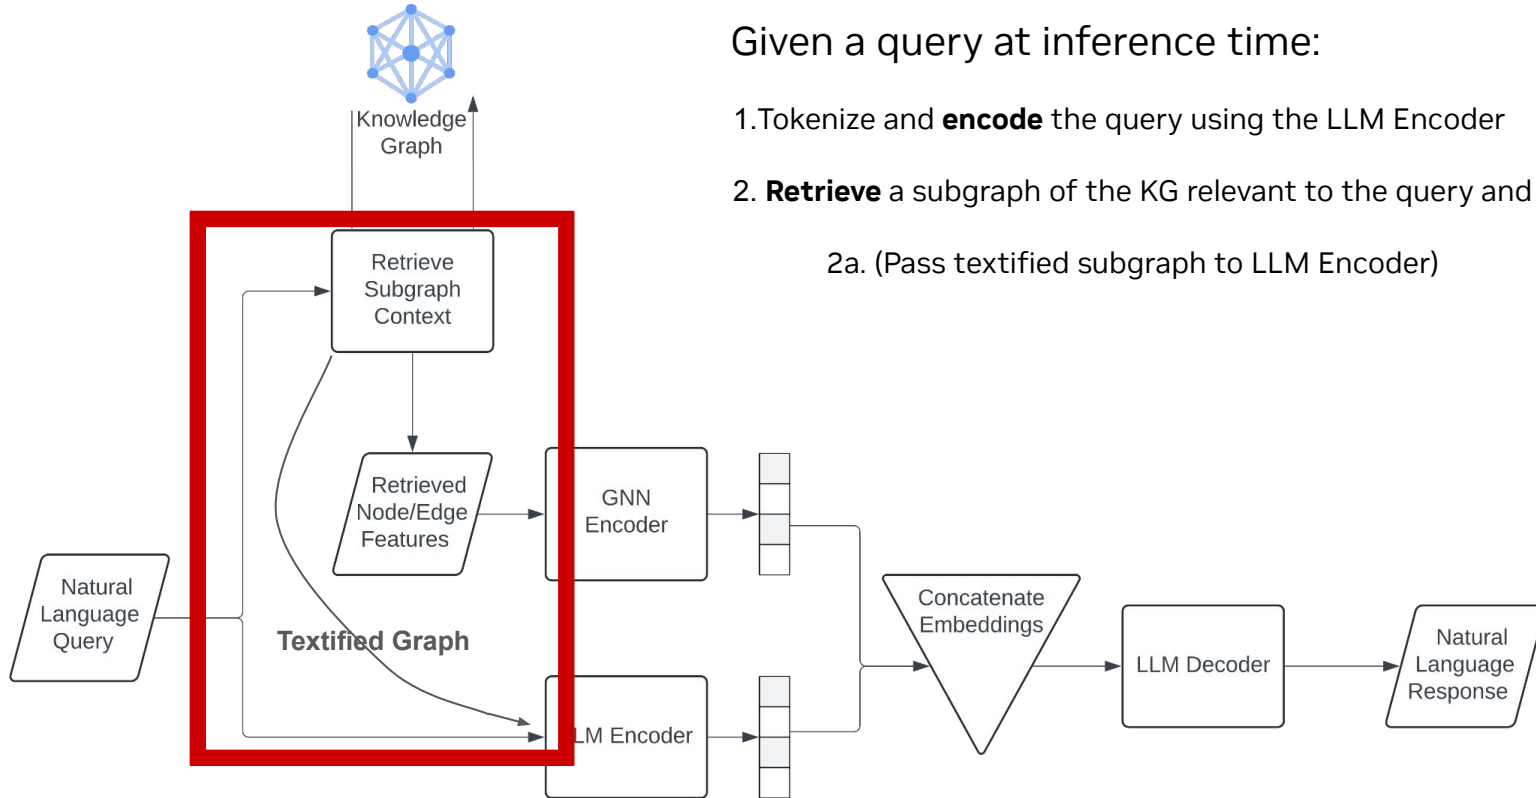 Given a query at inference time:
1.Tokenize and encode the query using the LLM Encoder
2. Retrieve a subgraph of the KG relevant to the query and
2a. (Pass textified subgraph to LLM Encoder)
Knowledge
Graph
Retrieve
Subgraph
Context
Retrieved
Node/Edge
Features
GNN
Encoder
Natural
Language
Query
Textified Graph
LM Encoder
Concatenate
Embeddings
LLM Decoder
Natural
Language
Response